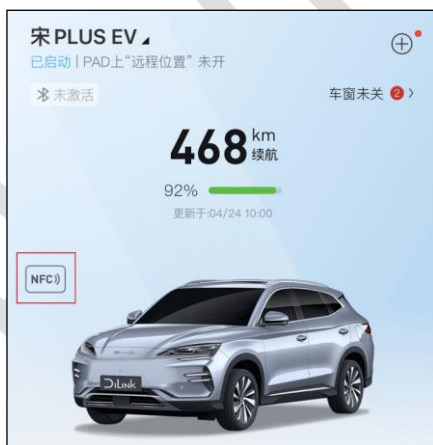 宋PLUS EV
已启动 | PAD上“远程位置” 未开
未激活
车窗未关 2 >
468 km 续航
92%
更新于:04/24 10:00
NFC
DiLink